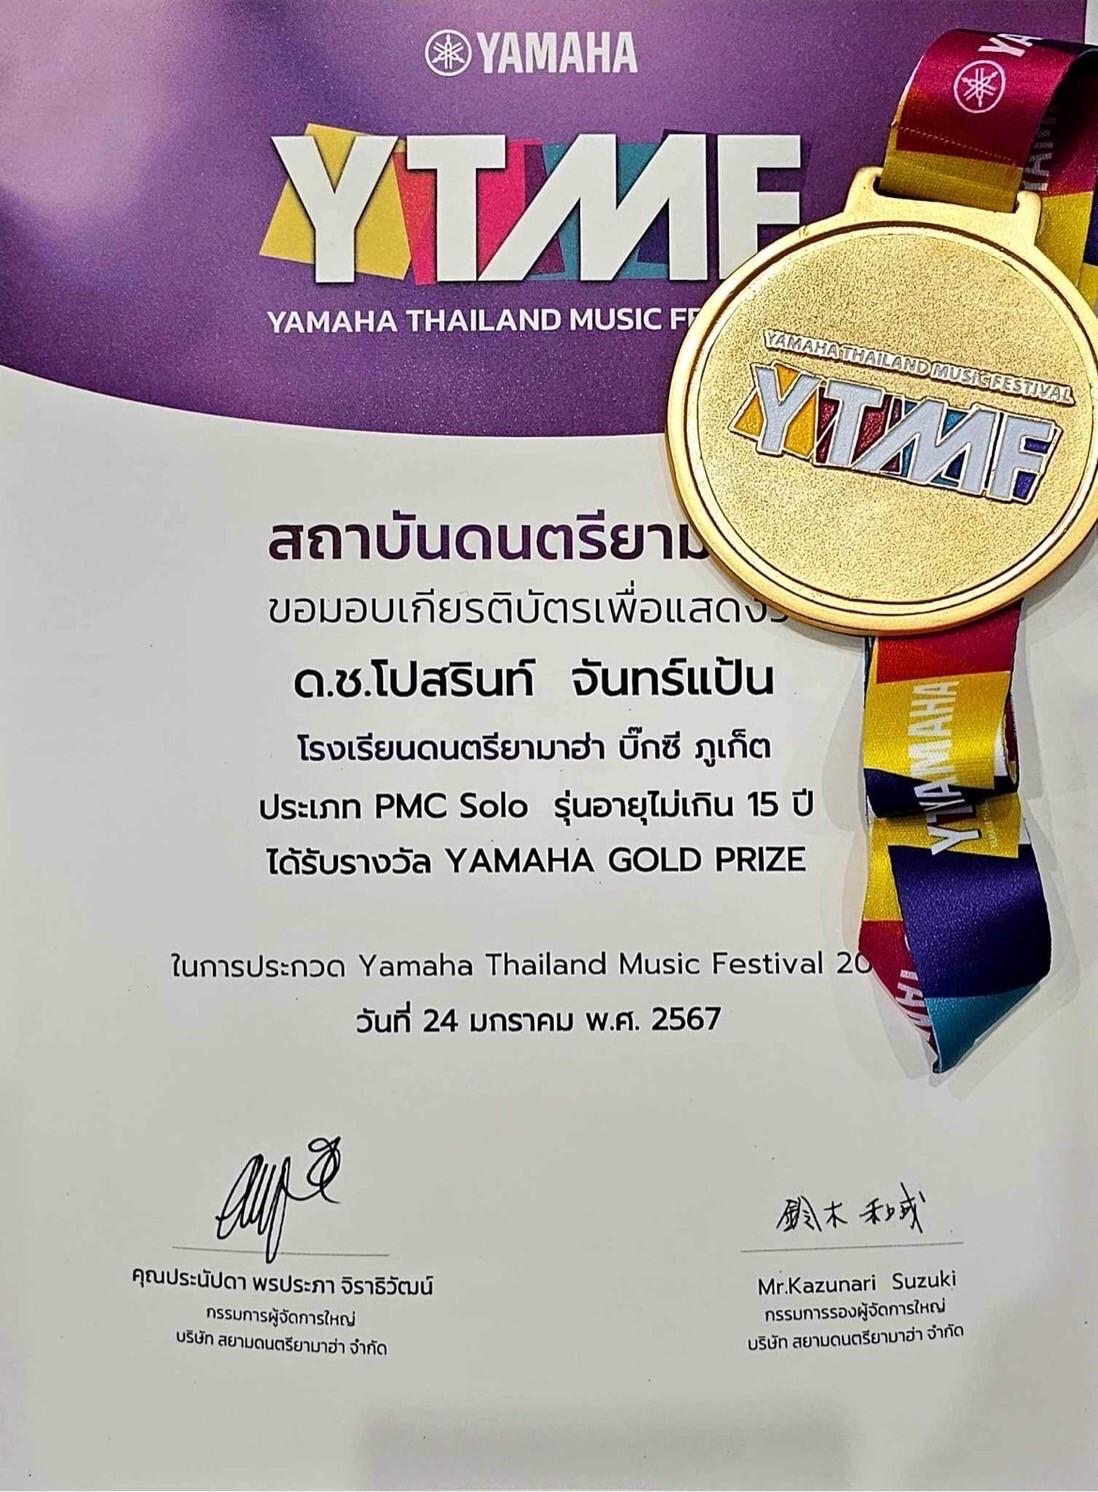 YAMAHA
YTMF
YAMAHA THAILAND MUSIC
YAMAHA THAILAND MUSIC FESTIVAL
YTMF
สถาบันดนตรียาม
ขอมอบเกียรติบัตรเพื่อแสดงว
ด.ช.โปสรินท์ จันทร์แป้น
โรงเรียนดนตรียามาฮ่า บิ๊กซี ภูเก็ต
ประเภท PMC Solo รุ่นอายุไม่เกิน 15 ปี
ได้รับรางวัล YAMAHA GOLD PRIZE
YAMAHA
ในการประกวด Yamaha Thailand Music Festival 20
วันที่ 24 มกราคม พ.ศ. 2567
鈴木 和成
คุณประนัปดา พรประภา จิราธิวัฒน์
กรรมการผู้จัดการใหญ่
บริษัท สยามดนตรียามาฮ่า จำกัด
Mr.Kazunari Suzuki
กรรมการรองผู้จัดการใหญ่
บริษัท สยามดนตรียามาฮ่า จำกัด